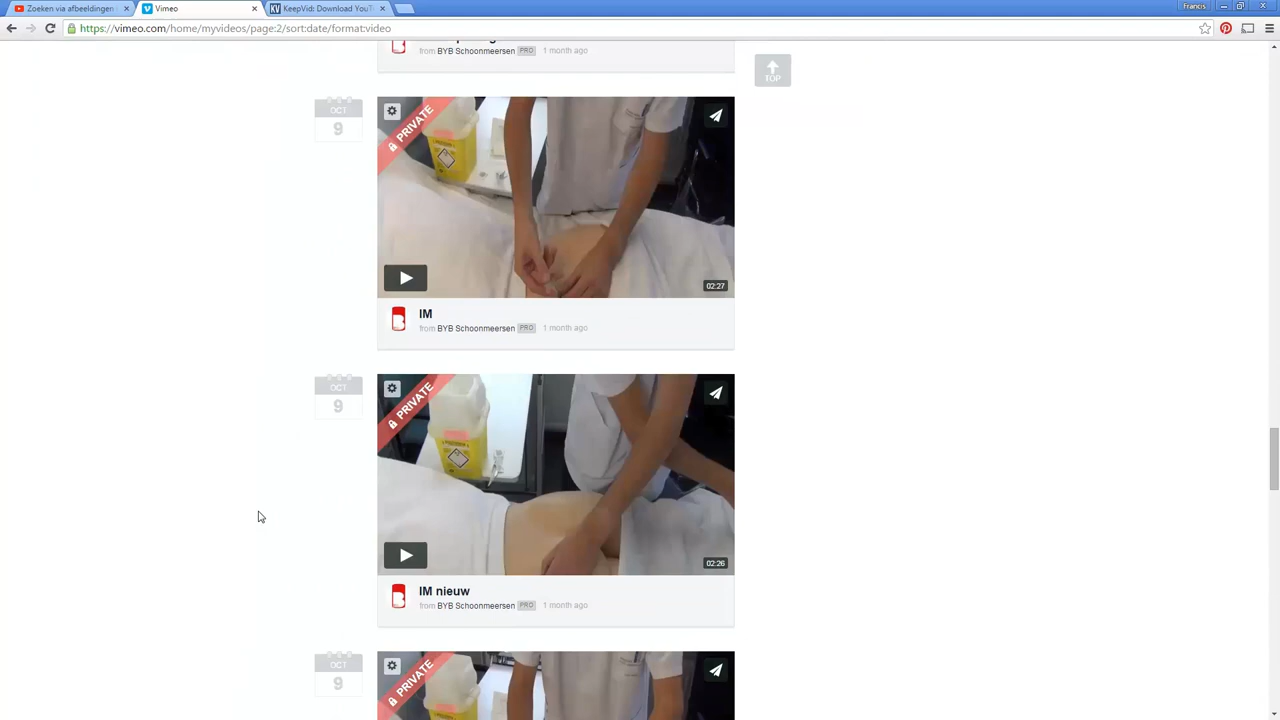 Zoeken via afbeeldingen
Vimeo
KeepVid: Download YouT
Francis
https://vimeo.com/home/myvideos/page:2/sort:date/format:video
from BYB Schoonmeersen PRO 1 month ago
TOP
OCT
9
PRIVATE
02:27
IM
from BYB Schoonmeersen PRO 1 month ago
OCT
9
PRIVATE
02:26
IM nieuw
from BYB Schoonmeersen PRO 1 month ago
OCT
9
PRIVATE